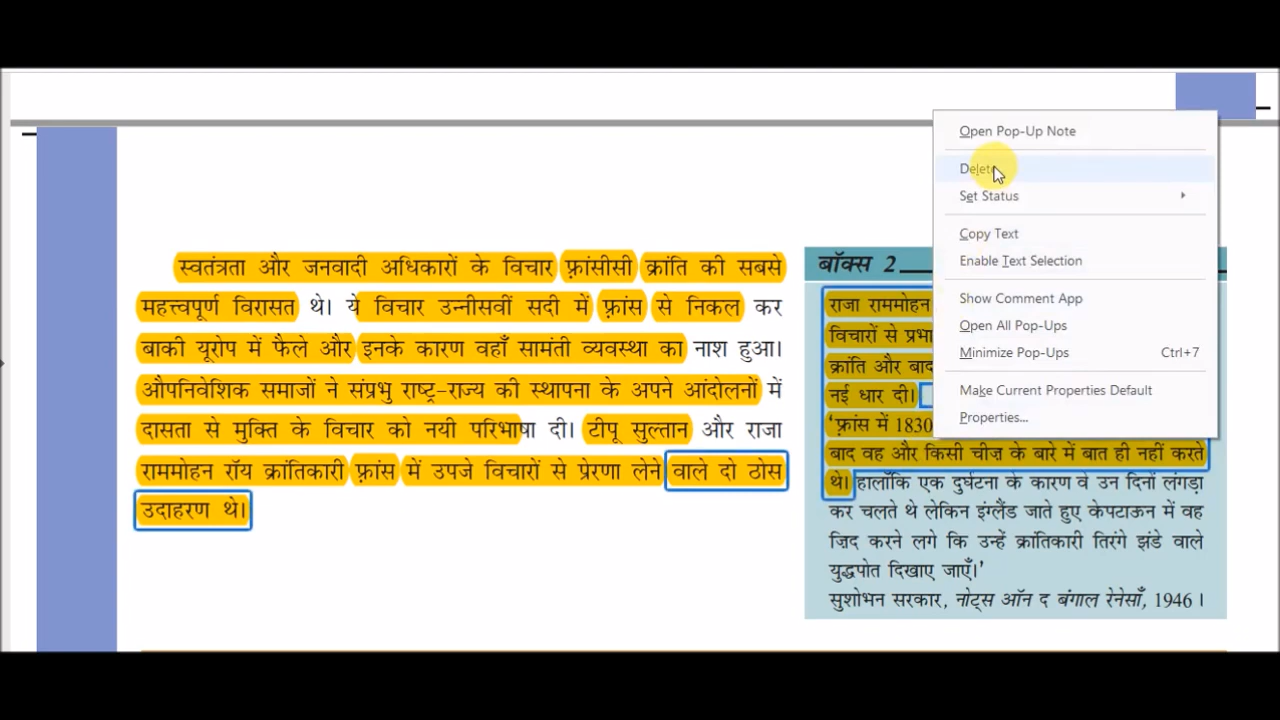 स्वतंत्रता और जनवादी अधिकारों के विचार फ़्रांसीसी क्रांति की सबसे
महत्त्वपूर्ण विरासत थे। ये विचार उन्नीसवीं सदी में फ़्रांस से निकल कर
बाकी यूरोप में फैले और इनके कारण वहाँ सामंती व्यवस्था का नाश हुआ।
औपनिवेशिक समाजों ने संप्रभु राष्ट्र-राज्य की स्थापना के अपने आंदोलनों में
दासता से मुक्ति के विचार को नयी परिभाषा दी। टीपू सुल्तान और राजा
राममोहन रॉय क्रांतिकारी फ़्रांस में उपजे विचारों से प्रेरणा लेने वाले दो ठोस
उदाहरण थे।
बॉक्स 2
राजा राममोहन
विचारों से
क्रांति और बाद
नई धार दी।
'फ़्रांस में 1830
बाद वह और किसी चीज़ के बारे में बात ही नहीं करते
थे। हालाँकि एक दुर्घटना के कारण वे उन दिनों लंगड़ा
कर चलते थे लेकिन इंग्लैंड जाते हुए केपटाऊन में वह
ज़िद करने लगे कि उन्हें क्रांतिकारी तिरंगे झंडे वाले
युद्धपोत दिखाए जाएँ।'
सुशोभन सरकार, नोट्स ऑन द बंगाल रेनेसाँ, 1946।
Open Pop-Up Note
Delete
Set Status
Copy Text
Enable Text Selection
Show Comment App
Open All Pop-Ups
Minimize Pop-Ups Ctrl+7
Make Current Properties Default
Properties...